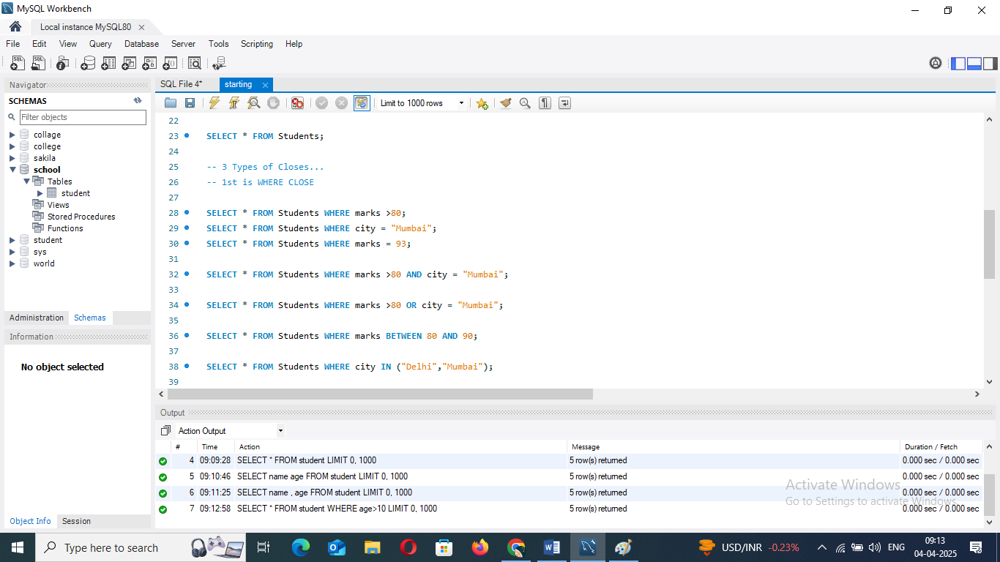 MySQL Workbench
Local instance MySQL80
File Edit View Query Database Server Tools Scripting Help
Navigator
SCHEMAS
Filter objects
collage
college
sakila
school
Tables
student
Views
Stored Procedures
Functions
student
sys
world
Administration Schemas
Information
No object selected
Object Info Session
SQL File 4* starting
Limit to 1000 rows
22
23 SELECT * FROM Students;
24
25 -- 3 Types of Closes...
26 -- 1st is WHERE CLOSE
27
28 SELECT * FROM Students WHERE marks >80;
29 SELECT * FROM Students WHERE city = "Mumbai";
30 SELECT * FROM Students WHERE marks = 93;
31
32 SELECT * FROM Students WHERE marks >80 AND city = "Mumbai";
33
34 SELECT * FROM Students WHERE marks >80 OR city = "Mumbai";
35
36 SELECT * FROM Students WHERE marks BETWEEN 80 AND 90;
37
38 SELECT * FROM Students WHERE city IN ("Delhi","Mumbai");
39
Output
Action Output
# Time Action Message Duration / Fetch
4 09:09:28 SELECT * FROM student LIMIT 0, 1000 5 row(s) returned 0.000 sec / 0.000 sec
5 09:10:46 SELECT name age FROM student LIMIT 0, 1000 5 row(s) returned 0.000 sec / 0.000 sec
6 09:11:25 SELECT name , age FROM student LIMIT 0, 1000 5 row(s) returned 0.000 sec / 0.000 sec
7 09:12:58 SELECT * FROM student WHERE age>10 LIMIT 0, 1000 5 row(s) returned 0.000 sec / 0.000 sec
Activate Windows
Go to Settings to activate Windows.
Type here to search
USD/INR -0.23%
ENG
09:13
04-04-2025